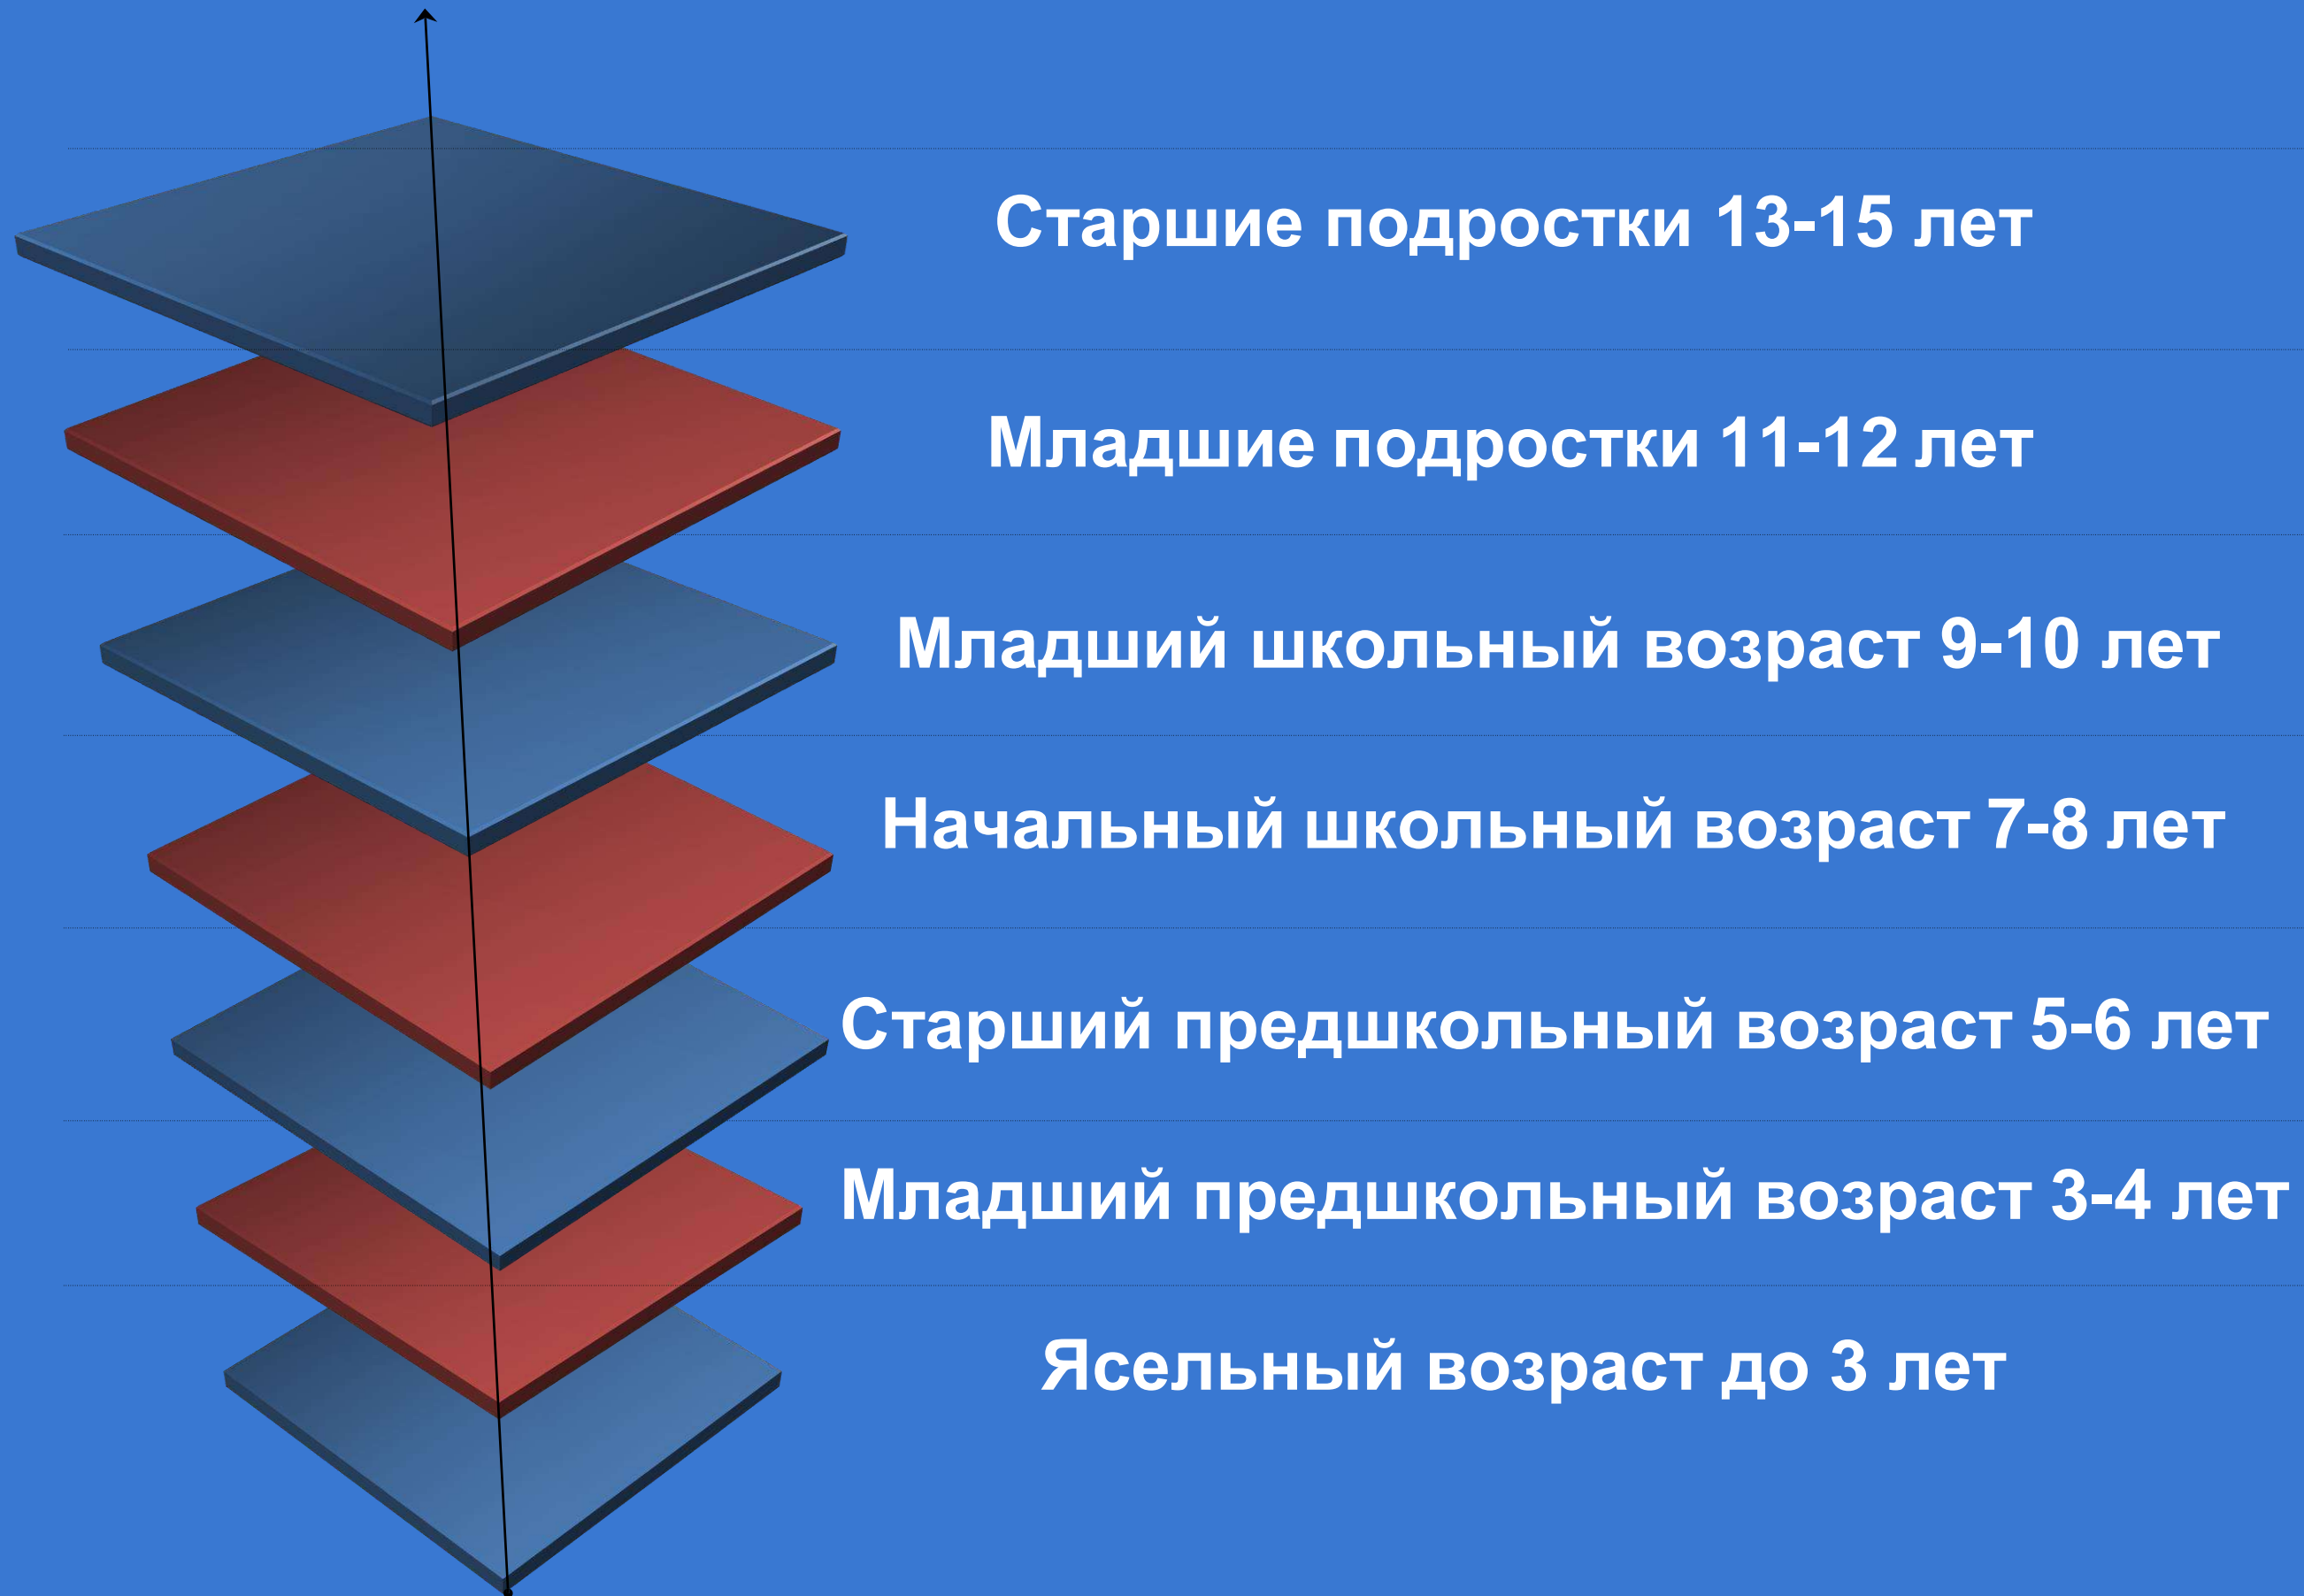 Старшие подростки 13-15 лет
Младшие подростки 11-12 лет
Младший школьный возраст 9-10 лет
Начальный школьный возраст 7-8 лет
Старший предшкольный возраст 5-6 лет
Младший предшкольный возраст 3-4 лет
Ясельный возраст до 3 лет